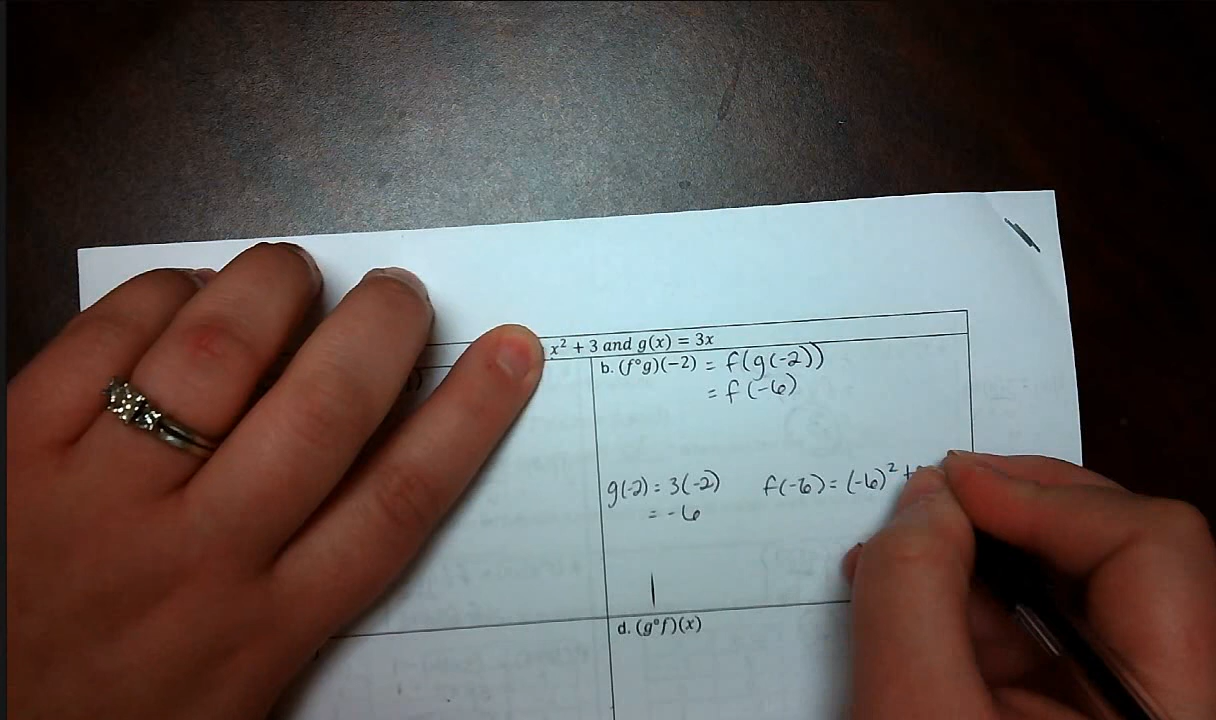 x² + 3 and g(x) = 3x
b. (f°g)(−2) = f(g(-2))
= f(-6)
g(-2) = 3(-2)
= -6
f(-6) = (-6)² +
d. (g°f)(x)